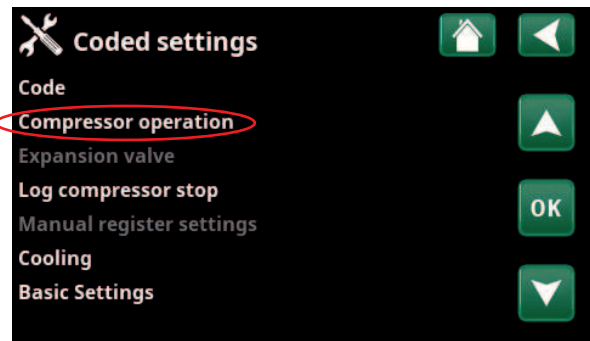 Coded settings
Code
Compressor operation
Expansion valve
Log compressor stop
Manual register settings
OK
Cooling
Basic Settings